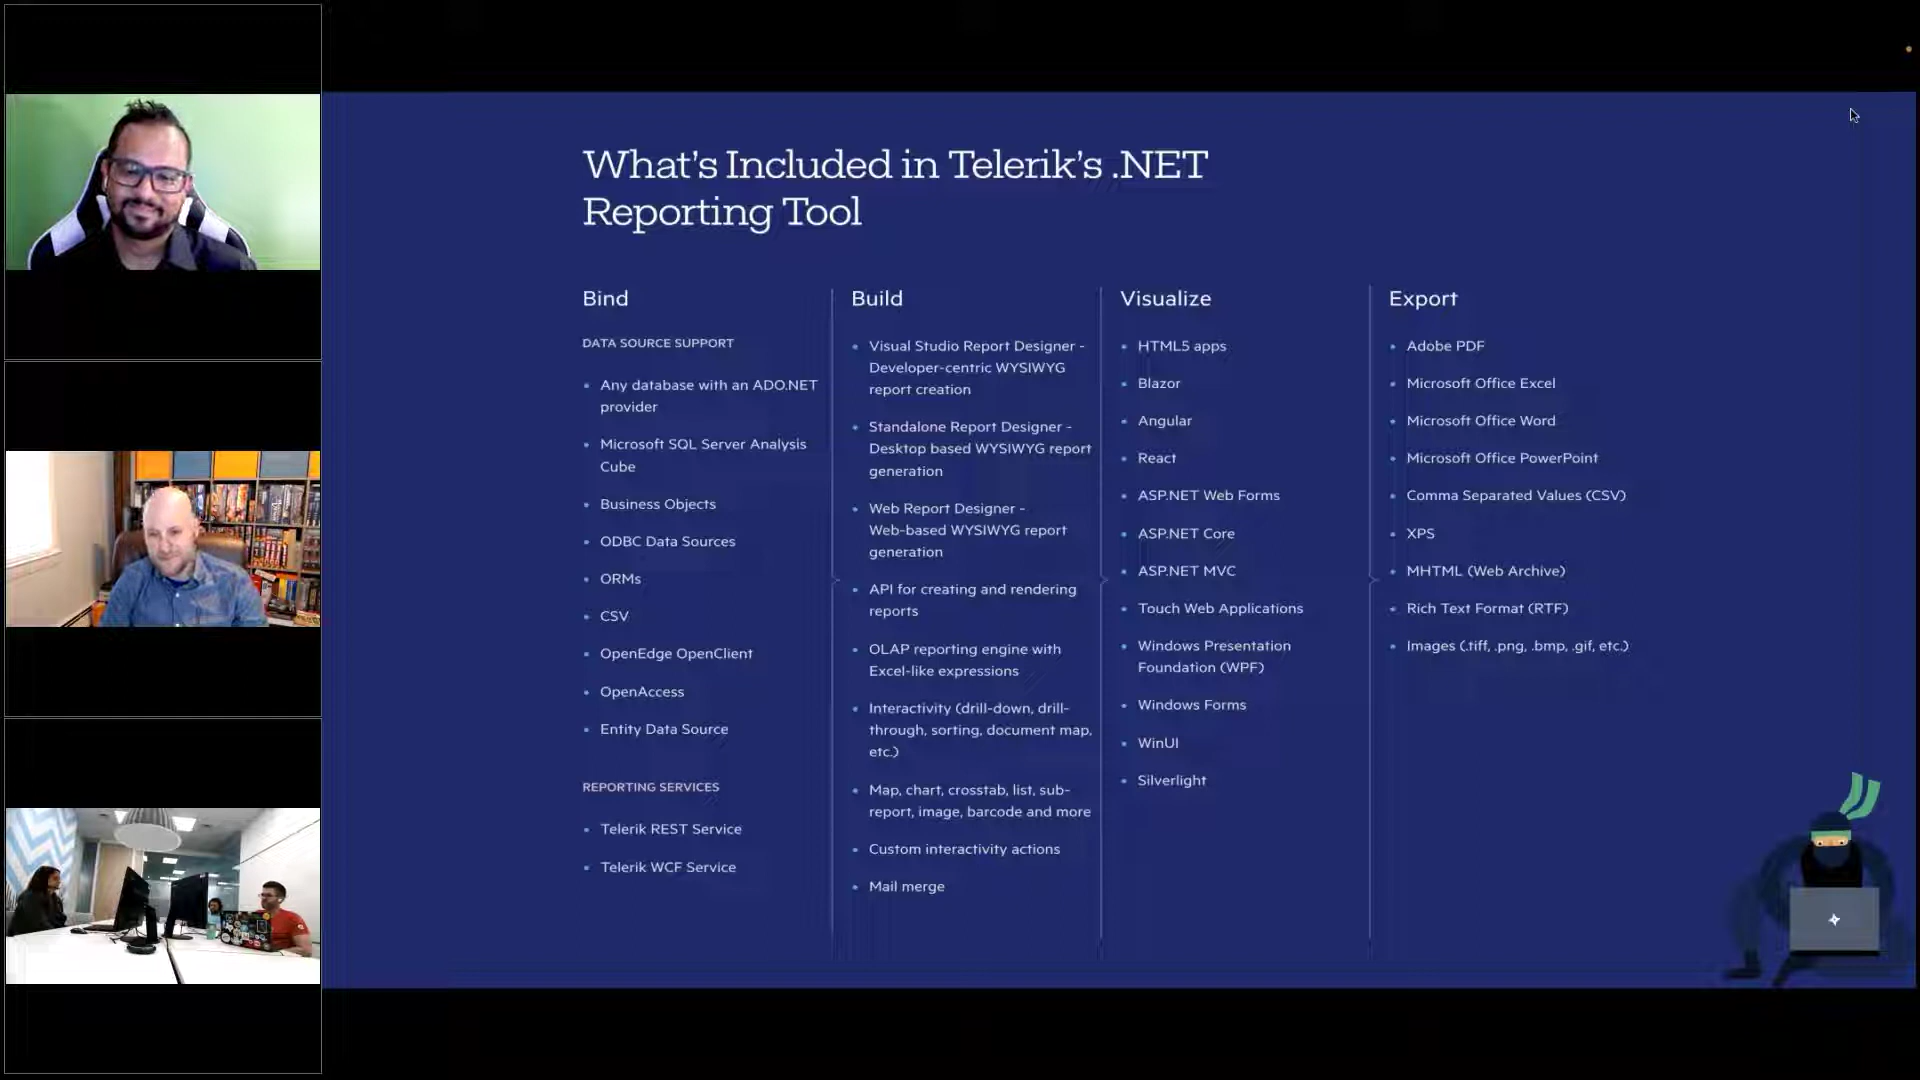 What's Included in Telerik's .NET
Reporting Tool
Bind
DATA SOURCE SUPPORT
Any database with an ADO.NET
provider
Microsoft SQL Server Analysis
Cube
Business Objects
ODBC Data Sources
ORMs
CSV
OpenEdge OpenClient
OpenAccess
Entity Data Source
REPORTING SERVICES
Telerik REST Service
Telerik WCF Service
Build
Visual Studio Report Designer -
Developer-centric WYSIWYG
report creation
Standalone Report Designer -
Desktop based WYSIWYG report
generation
Web Report Designer -
Web-based WYSIWYG report
generation
API for creating and rendering
reports
OLAP reporting engine with
Excel-like expressions
Interactivity (drill-down, drill-
through, sorting, document map,
etc.)
Map, chart, crosstab, list, sub-
report, image, barcode and more
Custom interactivity actions
Mail merge
Visualize
HTML5 apps
Blazor
Angular
React
ASP.NET Web Forms
ASP.NET Core
ASP.NET MVC
Touch Web Applications
Windows Presentation
Foundation (WPF)
Windows Forms
WinUI
Silverlight
Export
Adobe PDF
Microsoft Office Excel
Microsoft Office Word
Microsoft Office PowerPoint
Comma Separated Values (CSV)
XPS
MHTML (Web Archive)
Rich Text Format (RTF)
Images (.tiff, .png, .bmp, .gif, etc.)